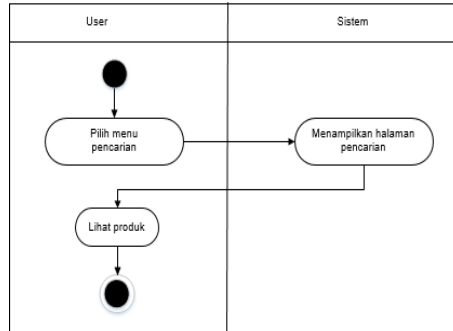 User
Sistem
Pilih menu
pencarian
Menampilkan halaman
pencarian
Lihat produk